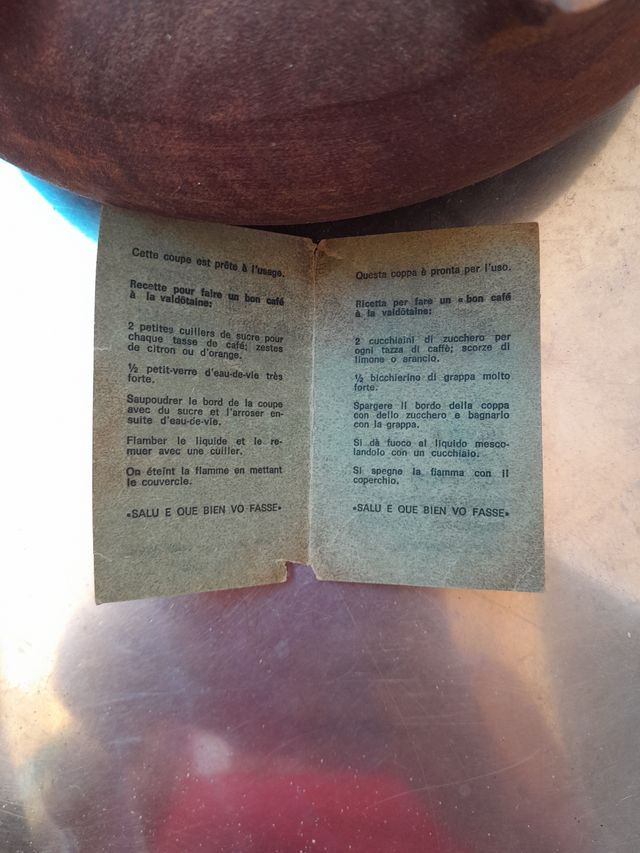 Cette coupe est prête à l'usage.
Recette pour faire un bon café
à la valdôtaine:
2 petites cuillers de sucre pour
chaque tasse de café; zestes
de citron ou d'orange.
½ petit-verre d'eau-de-vie très
forte.
Saupoudrer le bord de la coupe
avec du sucre et l'arroser en-
suite d'eau-de-vie.
Flamber le liquide et le re-
muer avec une cuiller.
On éteint la flamme en mettant
le couvercle.
«SALU E QUE BIEN VO FASSE»
Questa coppa è pronta per l'uso.
Ricetta per fare un « bon café
à la valdôtaine:
2 cucchiaini di zucchero per
ogni tazza di caffè; scorze di
limone o arancio.
½ bicchierino di grappa molto
forte.
Spargere il bordo della coppa
con dello zucchero e bagnarlo
con la grappa.
Si dà fuoco al liquido mesco-
landolo con un cucchiaio.
Si spegne la fiamma con il
coperchio.
«SALU E QUE BIEN VO FASSE»